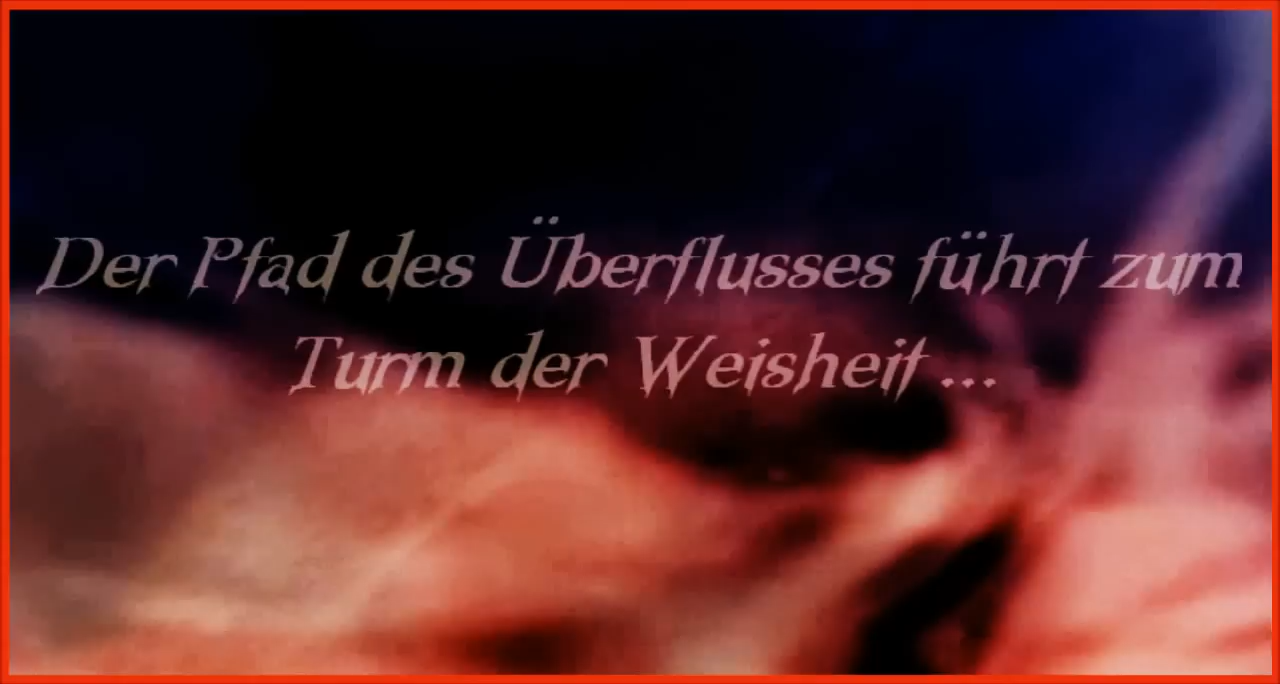 Der Pfad des Überflusses führt zum
Turm der Weisheit ...